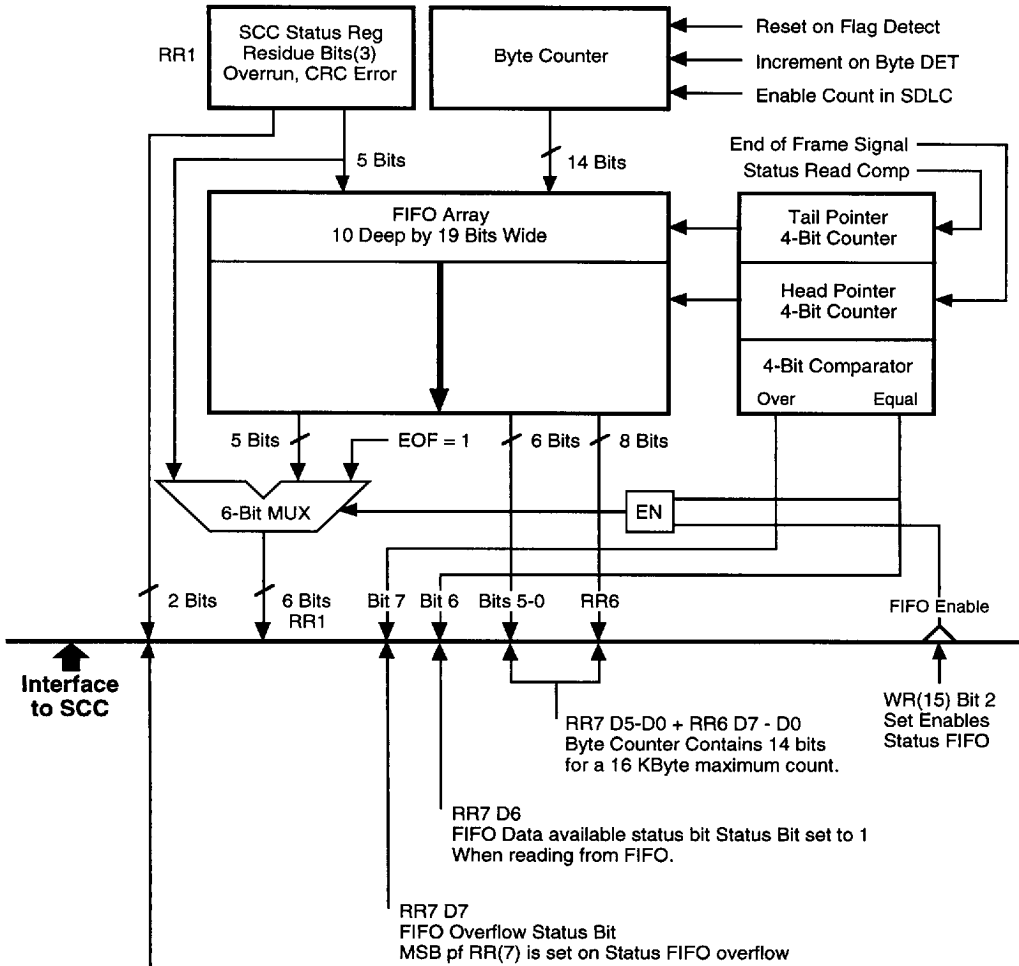 RR1
SCC Status Reg
Residue Bits(3)
Overrun, CRC Error
Byte Counter
Reset on Flag Detect
Increment on Byte DET
Enable Count in SDLC
5 Bits
14 Bits
End of Frame Signal
Status Read Comp
FIFO Array
10 Deep by 19 Bits Wide
Tail Pointer
4-Bit Counter
Head Pointer
4-Bit Counter
4-Bit Comparator
Over Equal
5 Bits
EOF = 1
6 Bits
8 Bits
6-Bit MUX
EN
2 Bits
6 Bits
RR1
Bit 7
Bit 6
Bits 5-0
RR6
FIFO Enable
Interface
to SCC
WR(15) Bit 2
Set Enables
Status FIFO
RR7 D5-D0 + RR6 D7 - D0
Byte Counter Contains 14 bits
for a 16 KByte maximum count.
RR7 D6
FIFO Data available status bit Status Bit set to 1
When reading from FIFO.
RR7 D7
FIFO Overflow Status Bit
MSB pf RR(7) is set on Status FIFO overflow